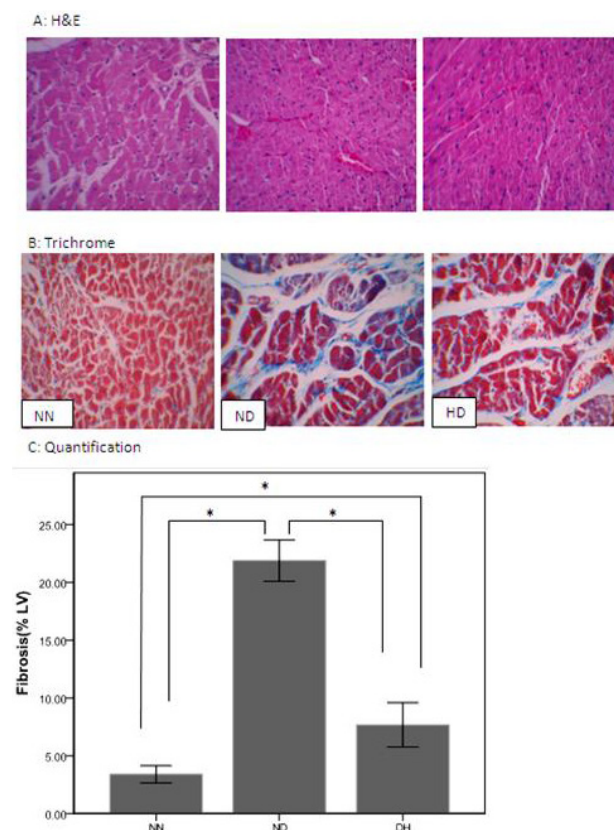 A: H&E
B: Trichrome
NN ND HD
C: Quantification
* 
* *
25.00
20.00
15.00
10.00
5.00
0.00
Fibrosis(% LV)
NN ND DH